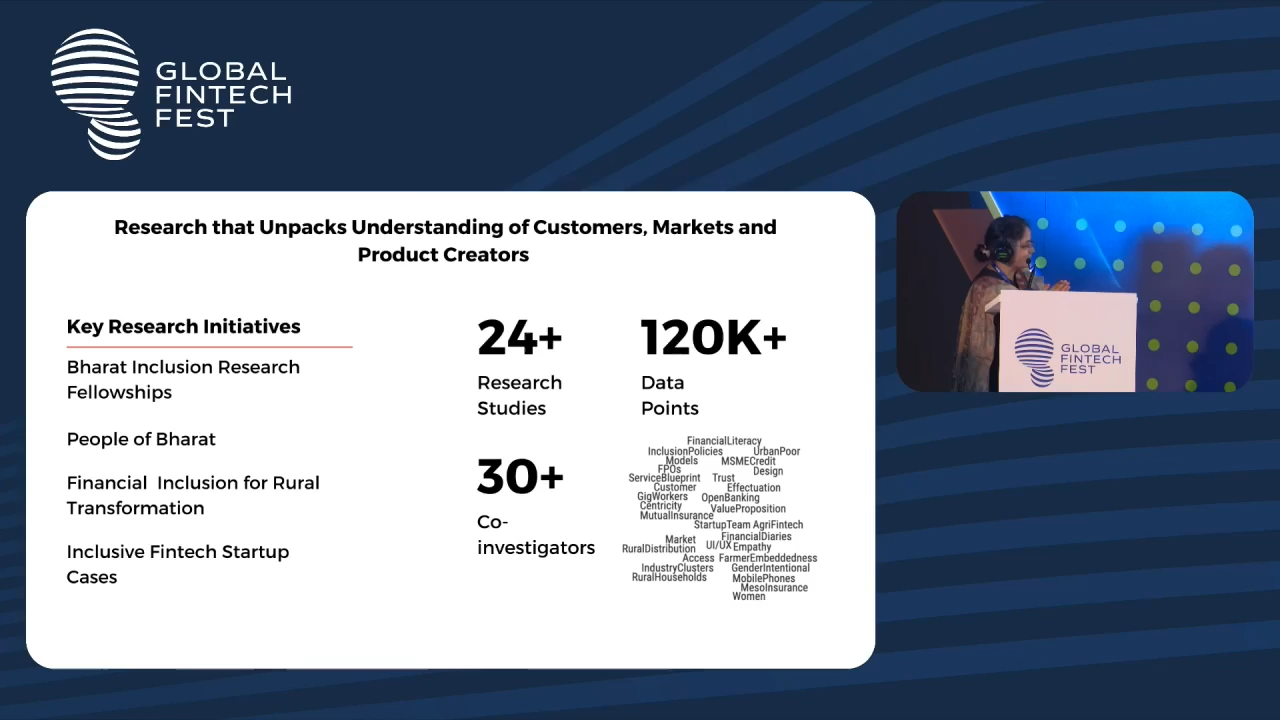 GLOBAL
FINTECH
FEST
Research that Unpacks Understanding of Customers, Markets and
Product Creators
Key Research Initiatives
Bharat Inclusion Research
Fellowships
People of Bharat
Financial Inclusion for Rural
Transformation
Inclusive Fintech Startup
Cases
24+
Research
Studies
120K+
Data
Points
30+
Co-
investigators
FinancialLiteracy
InclusionPolicies UrbanPoor
Models MSMECredit
FPOs Design
ServiceBlueprint Trust
Customer Effectuation
GigWorkers OpenBanking
Centricity ValueProposition
MutualInsurance
StartupTeam AgriFintech
Market FinancialDiaries
RuralDistribution UI/UX Empathy
Access FarmerEmbeddedness
IndustryClusters GenderIntentional
RuralHouseholds MobilePhones
MesoInsurance
Women
GLOBAL
FINTECH
FEST